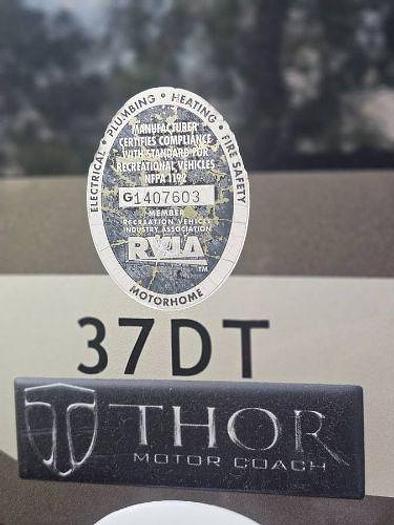 ELECTRICAL • PLUMBING • HEATING • FIRE SAFETY
MANUFACTURER
CERTIFIES COMPLIANCE
WITH STANDARD FOR
RECREATIONAL VEHICLES
NFPA 1192
G1407603
MEMBER
RECREATION VEHICLE
INDUSTRY ASSOCIATION
RVIA
TM
MOTORHOME
37DT
THOR
MOTOR COACH